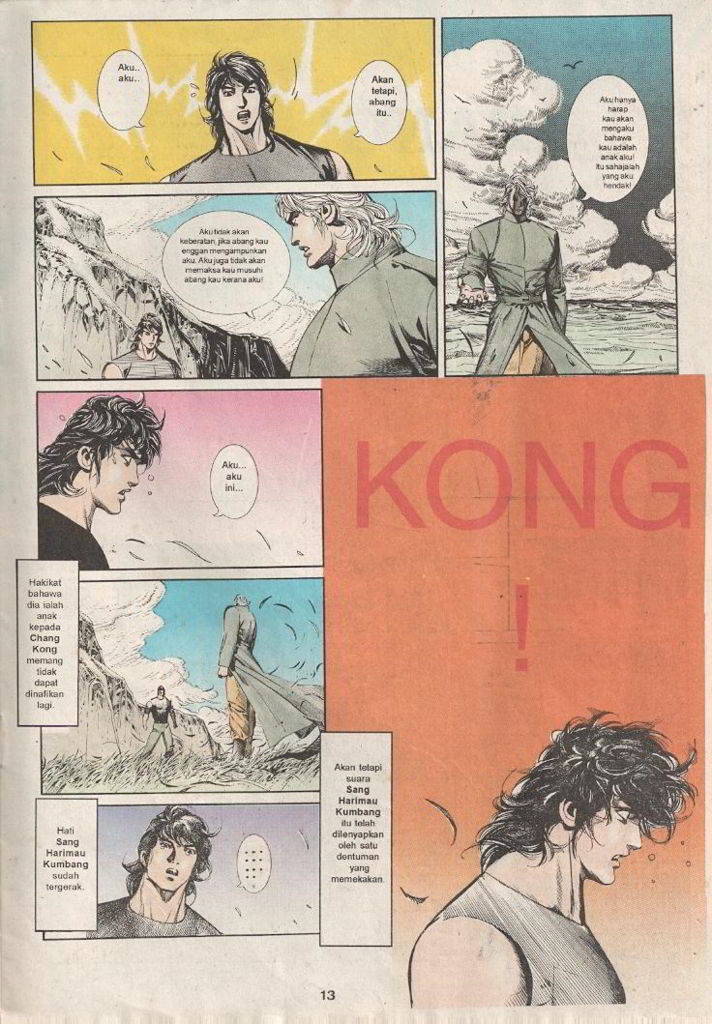 Aku..
aku..
Akan
tetapi,
abang
itu..
Aku hanya
harap
kau akan
mengaku
bahawa
kau adalah
anak aku!
Itu sahajalah
yang aku
hendak!
Aku tidak akan
keberatan, jika abang kau
enggan mengampunkan
aku. Aku juga tidak akan
memaksa kau musuhi
abang kau kerana aku!
Aku...
aku
ini...
KONG
!
Hakikat
bahawa
dia ialah
anak
kepada
Chang
Kong
memang
tidak
dapat
dinafikan
lagi.
Akan tetapi
suara
Sang
Harimau
Kumbang
itu telah
dilenyapkan
oleh satu
dentuman
yang
memekakan.
Hati
Sang
Harimau
Kumbang
sudah
tergerak.
13